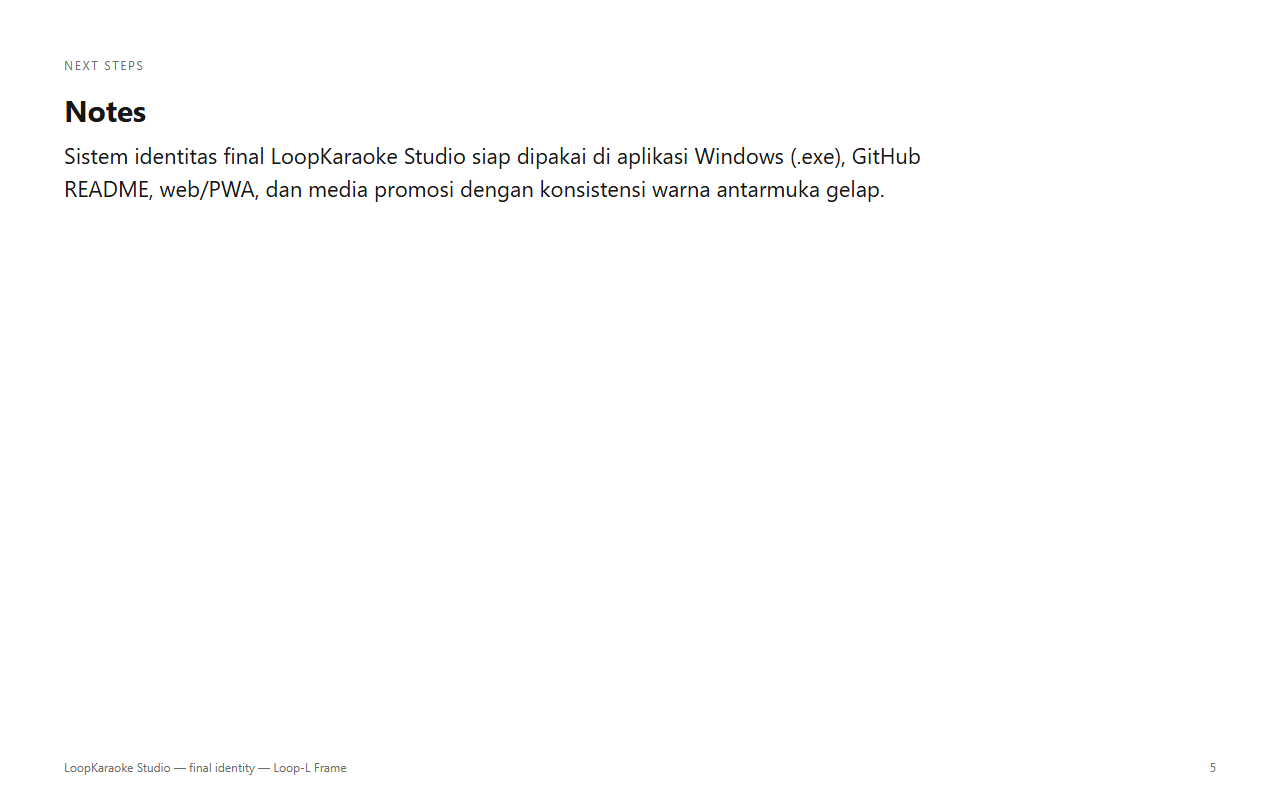 NEXT STEPS
Notes
Sistem identitas final LoopKaraoke Studio siap dipakai di aplikasi Windows (.exe), GitHub
README, web/PWA, dan media promosi dengan konsistensi warna antarmuka gelap.
LoopKaraoke Studio — final identity — Loop-L Frame
5